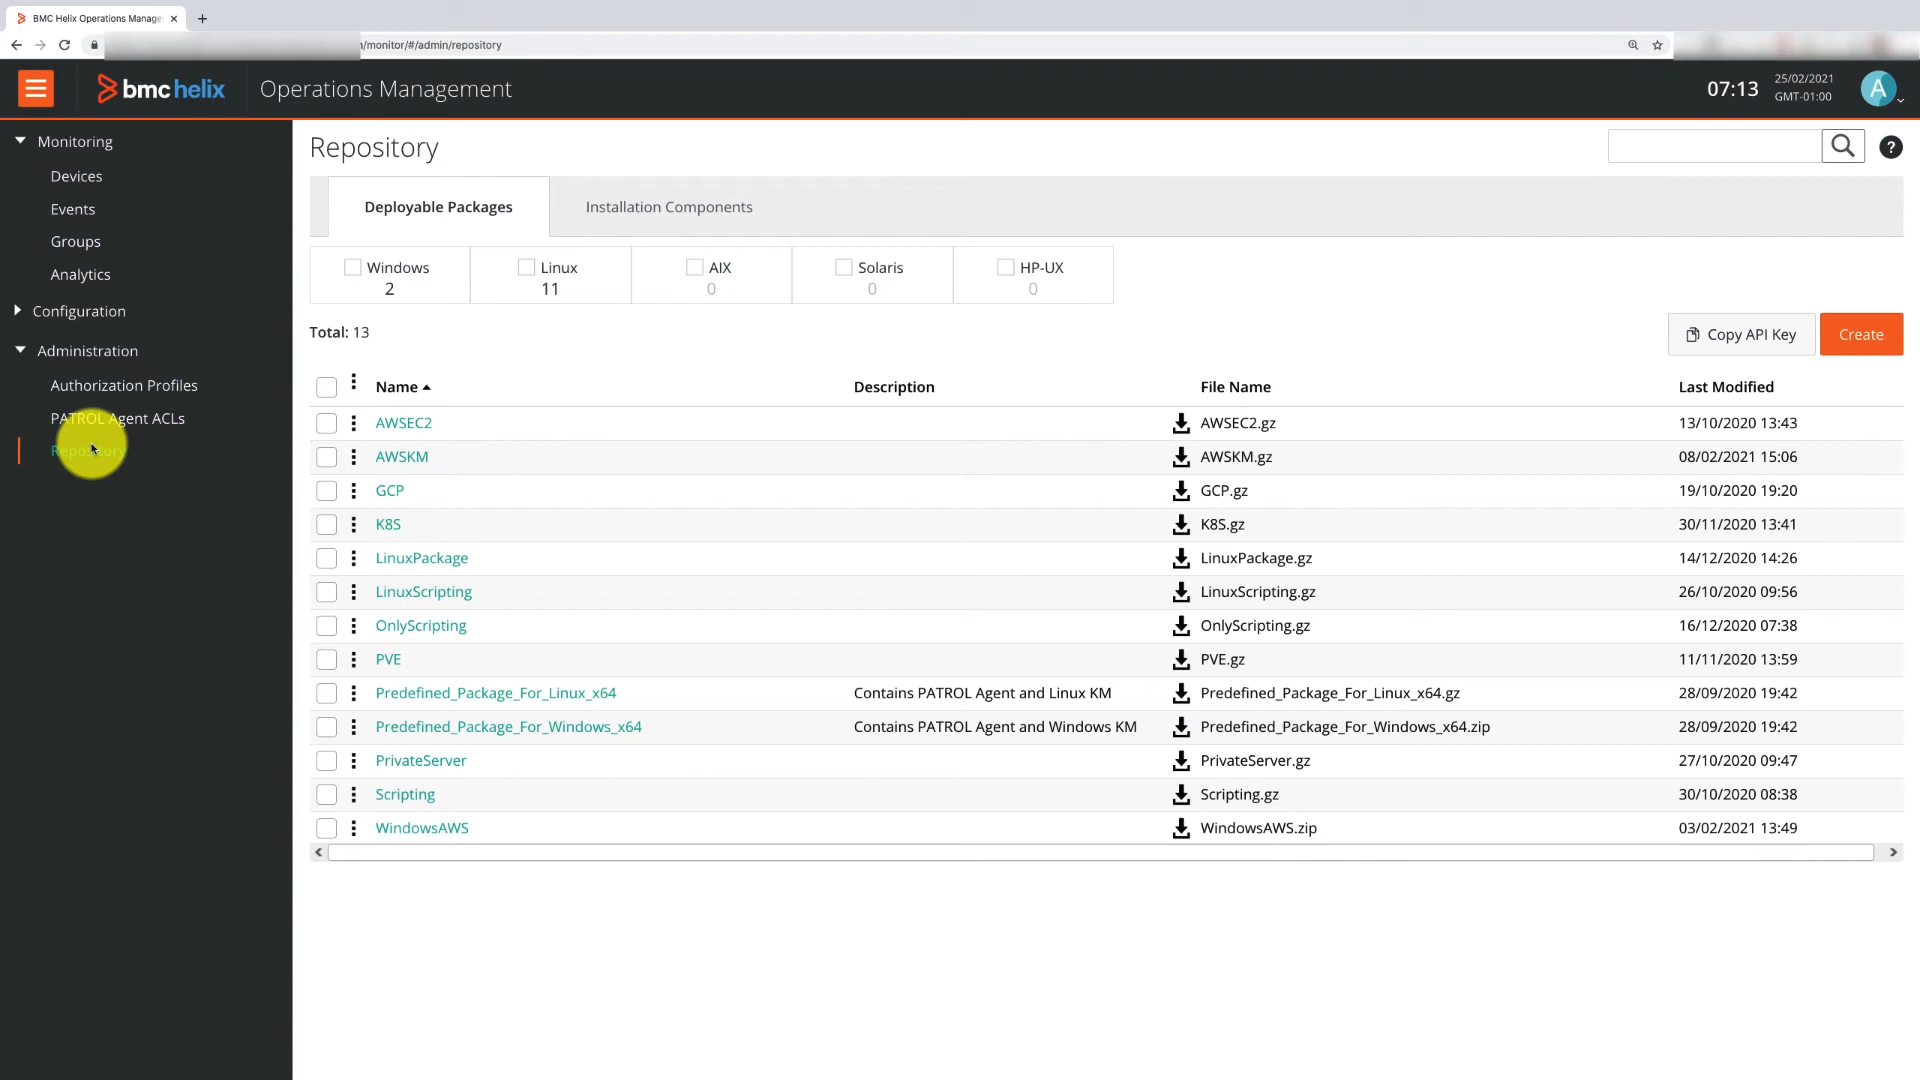 BMC Helix Operations Manage
/monitor/#/admin/repository
bmc helix
Operations Management
07:13
25/02/2021
GMT-01:00
A
Monitoring
Devices
Events
Groups
Analytics
Configuration
Administration
Authorization Profiles
PATROL Agent ACLs
Repository
Repository
?
Deployable Packages
Installation Components
Windows
2
Linux
11
AIX
0
Solaris
0
HP-UX
0
Total: 13
Copy API Key
Create
Name Description File Name Last Modified
AWSEC2 AWSEC2.gz 13/10/2020 13:43
AWSKM AWSKM.gz 08/02/2021 15:06
GCP GCP.gz 19/10/2020 19:20
K8S K8S.gz 30/11/2020 13:41
LinuxPackage LinuxPackage.gz 14/12/2020 14:26
LinuxScripting LinuxScripting.gz 26/10/2020 09:56
OnlyScripting OnlyScripting.gz 16/12/2020 07:38
PVE PVE.gz 11/11/2020 13:59
Predefined_Package_For_Linux_x64 Contains PATROL Agent and Linux KM Predefined_Package_For_Linux_x64.gz 28/09/2020 19:42
Predefined_Package_For_Windows_x64 Contains PATROL Agent and Windows KM Predefined_Package_For_Windows_x64.zip 28/09/2020 19:42
PrivateServer PrivateServer.gz 27/10/2020 09:47
Scripting Scripting.gz 30/10/2020 08:38
WindowsAWS WindowsAWS.zip 03/02/2021 13:49